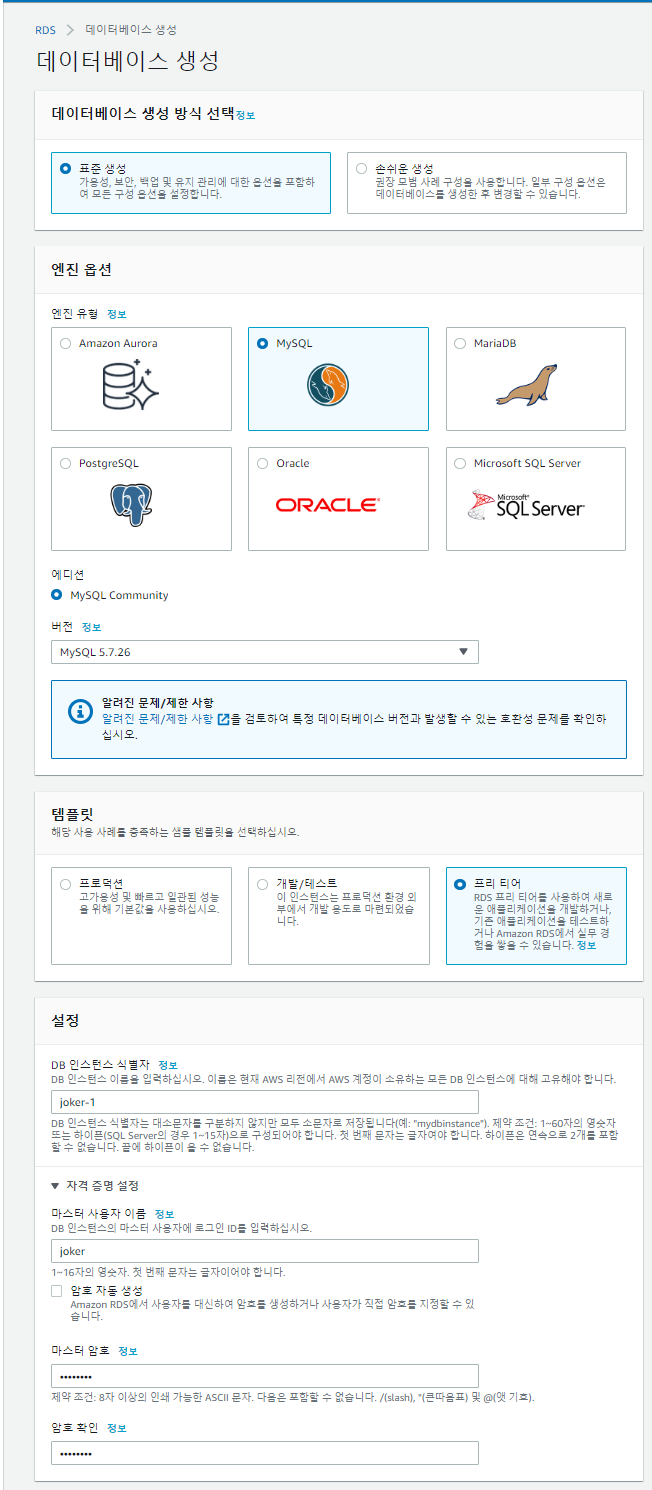 RDS > 데이터베이스 생성
데이터베이스 생성
데이터베이스 생성 방식 선택 정보
표준 생성
가용성, 보안, 백업 및 유지 관리에 대한 옵션을 포함하
여 모든 구성 옵션을 설정합니다.
손쉬운 생성
권장 모범 사례 구성을 사용합니다. 일부 구성 옵션은
데이터베이스를 생성한 후 변경할 수 있습니다.
엔진 옵션
엔진 유형 정보
Amazon Aurora
MySQL
MariaDB
PostgreSQL
Oracle
ORACLE
Microsoft SQL Server
Microsoft
SQL Server
에디션
MySQL Community
버전 정보
MySQL 5.7.26
알려진 문제/제한 사항
알려진 문제/제한 사항 을 검토하여 특정 데이터베이스 버전과 발생할 수 있는 호환성 문제를 확인하
십시오.
템플릿
해당 사용 사례를 충족하는 샘플 템플릿을 선택하십시오.
프로덕션
고가용성 및 빠르고 일관된 성능
을 위해 기본값을 사용하십시오.
개발/테스트
이 인스턴스는 프로덕션 환경 외
부에서 개발 용도로 마련되었습
니다.
프리 티어
RDS 프리 티어를 사용하여 새로
운 애플리케이션을 개발하거나,
기존 애플리케이션을 테스트하
거나 Amazon RDS에서 실무 경
험을 쌓을 수 있습니다. 정보
설정
DB 인스턴스 식별자 정보
DB 인스턴스 이름을 입력하십시오. 이름은 현재 AWS 리전에서 AWS 계정이 소유하는 모든 DB 인스턴스에 대해 고유해야 합니다.
joker-1
DB 인스턴스 식별자는 대소문자를 구분하지 않지만 모두 소문자로 저장됩니다(예: "mydbinstance"). 제약 조건: 1~60자의 영숫자
또는 하이픈(SQL Server의 경우 1~15자)으로 구성되어야 합니다. 첫 번째 문자는 글자여야 합니다. 하이픈은 연속으로 2개를 포함
할 수 없습니다. 끝에 하이픈이 올 수 없습니다.
자격 증명 설정
마스터 사용자 이름 정보
DB 인스턴스의 마스터 사용자에 로그인 ID를 입력하십시오.
joker
1~16자의 영숫자. 첫 번째 문자는 글자이어야 합니다.
암호 자동 생성
Amazon RDS에서 사용자를 대신하여 암호를 생성하거나 사용자가 직접 암호를 지정할 수 있
습니다.
마스터 암호 정보
••••••••
제약 조건: 8자 이상의 인쇄 가능한 ASCII 문자. 다음은 포함할 수 없습니다. /(slash), "(큰따옴표) 및 @(앳 기호).
암호 확인 정보
••••••••